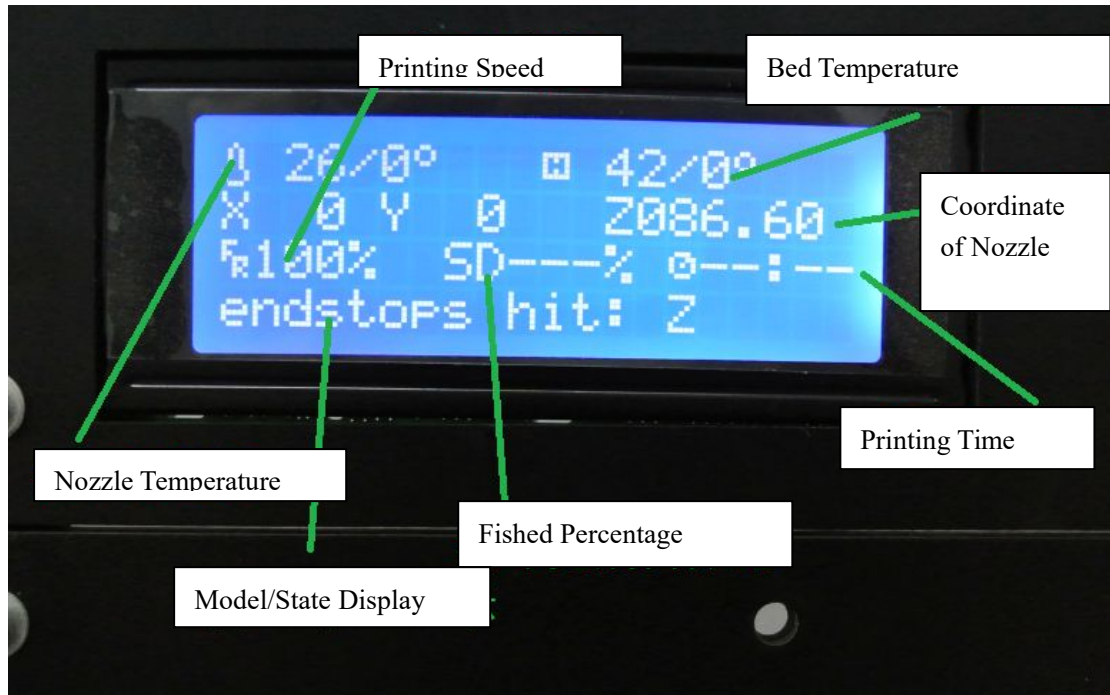 Printing Speed
Bed Temperature
26/0° 42/0°
X 0 Y 0 Z086.60
Coordinate
of Nozzle
FR100% SD---% --:--
endstops hit: Z
Printing Time
Nozzle Temperature
Fished Percentage
Model/State Display